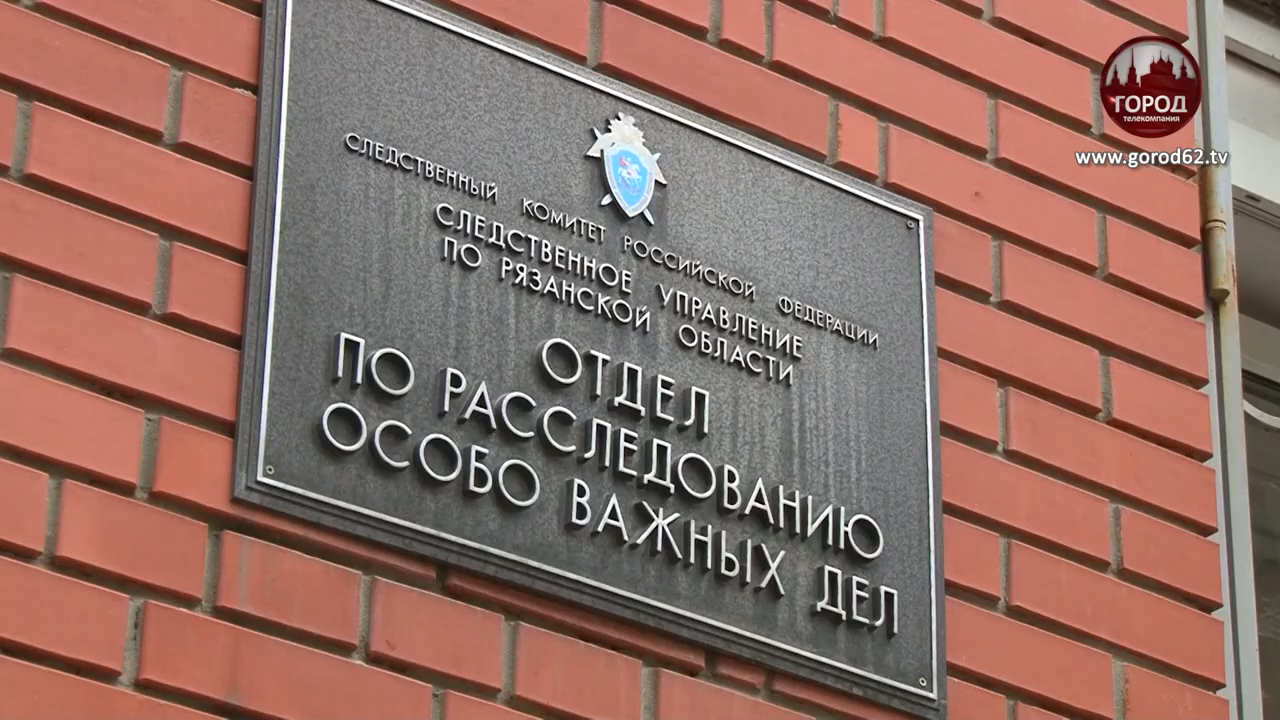 ГОРОД
телекомпания
www.gorod62.tv
СЛЕДСТВЕННЫЙ КОМИТЕТ РОССИЙСКОЙ ФЕДЕРАЦИИ
СЛЕДСТВЕННОЕ УПРАВЛЕНИЕ
ПО РЯЗАНСКОЙ ОБЛАСТИ
ОТДЕЛ
ПО РАССЛЕДОВАНИЮ
ОСОБО ВАЖНЫХ ДЕЛ